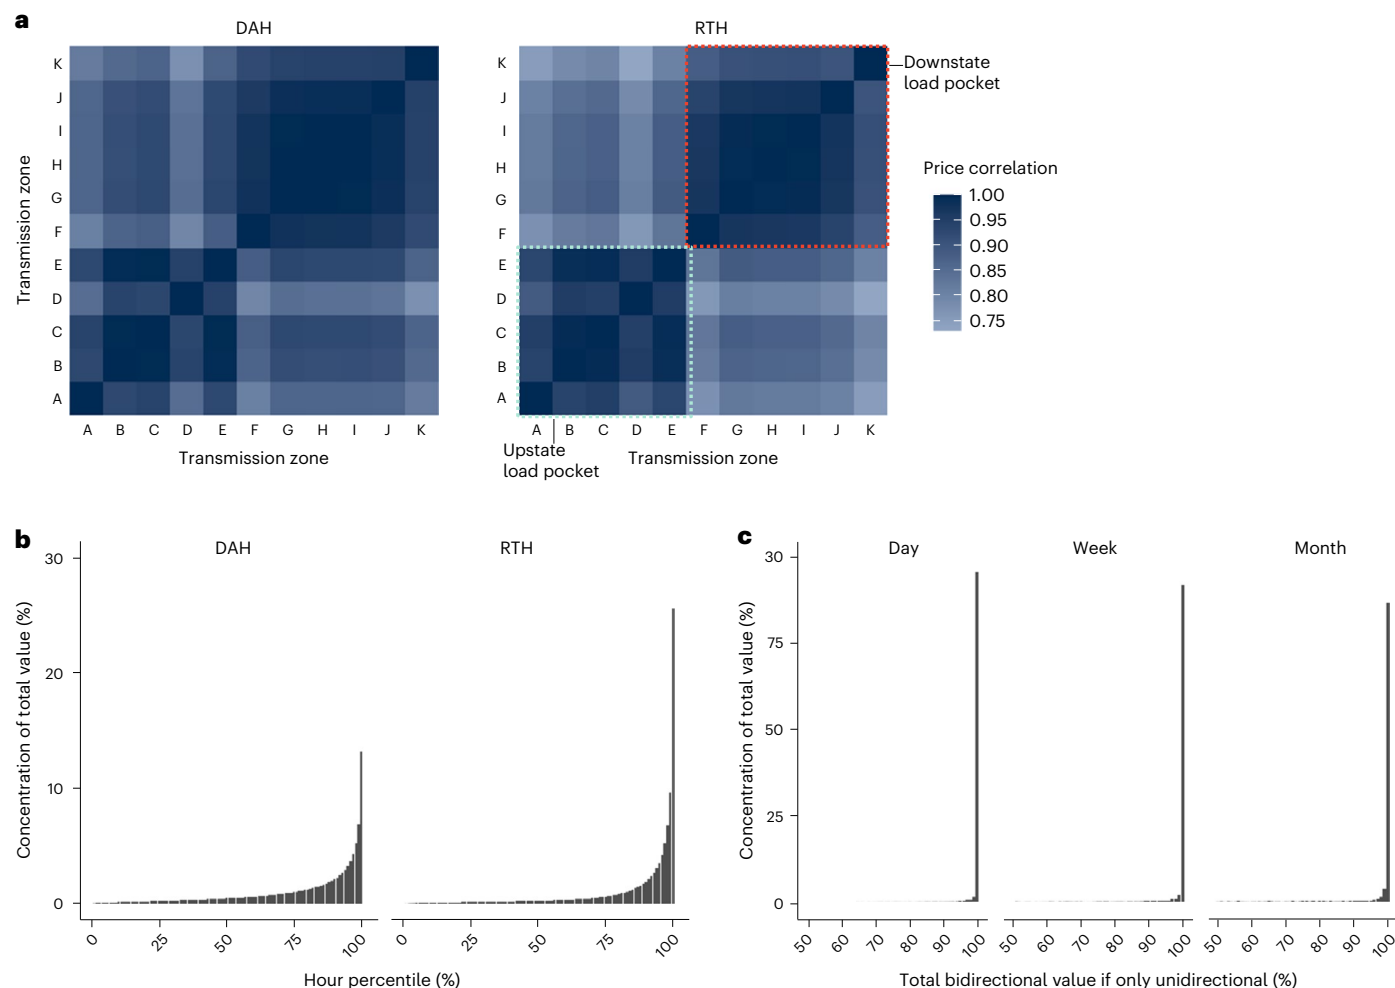 a
DAH
RTH
K
J
I
H
G
F
E
D
C
B
A
Transmission zone
A B C D E F G H I J K
Transmission zone
K
J
I
H
G
F
E
D
C
B
A
A B C D E F G H I J K
Transmission zone
Upstate
load pocket
Downstate
load pocket
Price correlation
1.00
0.95
0.90
0.85
0.80
0.75
b
DAH
RTH
Concentration of total value (%)
30
20
10
0
0 25 50 75 100
0 25 50 75 100
Hour percentile (%)
c
Day
Week
Month
Concentration of total value (%)
30
75
50
25
0
50 60 70 80 90 100
50 60 70 80 90 100
50 60 70 80 90 100
Total bidirectional value if only unidirectional (%)